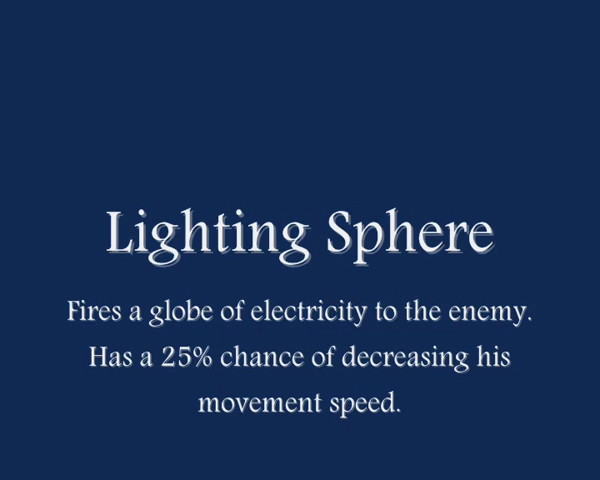 Lighting Sphere
Fires a globe of electricity to the enemy.
Has a 25% chance of decreasing his
movement speed.